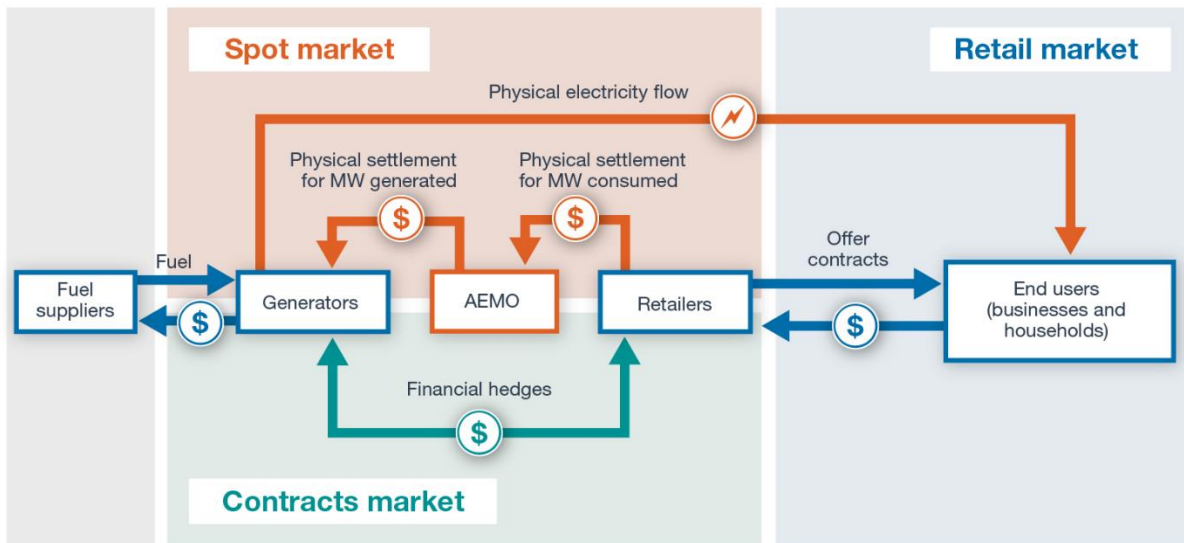 Spot market
Retail market
Physical electricity flow
Physical settlement
for MW generated
Physical settlement
for MW consumed
$
$
Fuel
Offer
contracts
Fuel
suppliers
Generators
AEMO
Retailers
End users
(businesses and
households)
$
$
Financial hedges
$
Contracts market